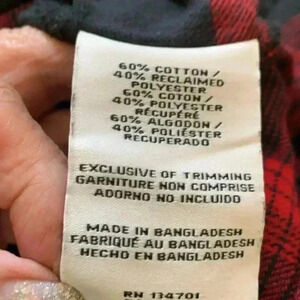 60% COTTON /
40% RECLAIMED
POLYESTER
60% COTON /
40% POLYESTER
RÉCUPÉRÉ
60% ALGODON /
40% POLIÉSTER
RECUPERADO
EXCLUSIVE OF TRIMMING
GARNITURE NON COMPRISE
ADORNO NO INCLUIDO
MADE IN BANGLADESH
FABRIQUÉ AU BANGLADESH
HECHO EN BANGLADESH
RN 134701